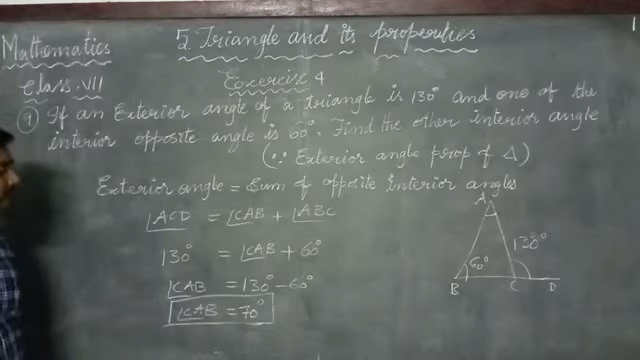 Mathematics
Class.VII
5. Triangle and its properties
Exercise 4
9 If an Exterior angle of a triangle is 130° and one of the
interior opposite angle is 60°. Find the other interior angle
(∵ Exterior angle prop of Δ)
Exterior angle = Sum of opposite interior angles
∠ACD = ∠CAB + ∠ABC
130° = ∠CAB + 60°
∠CAB = 130° - 60°
∠CAB = 70°
A
130°
60°
B C D